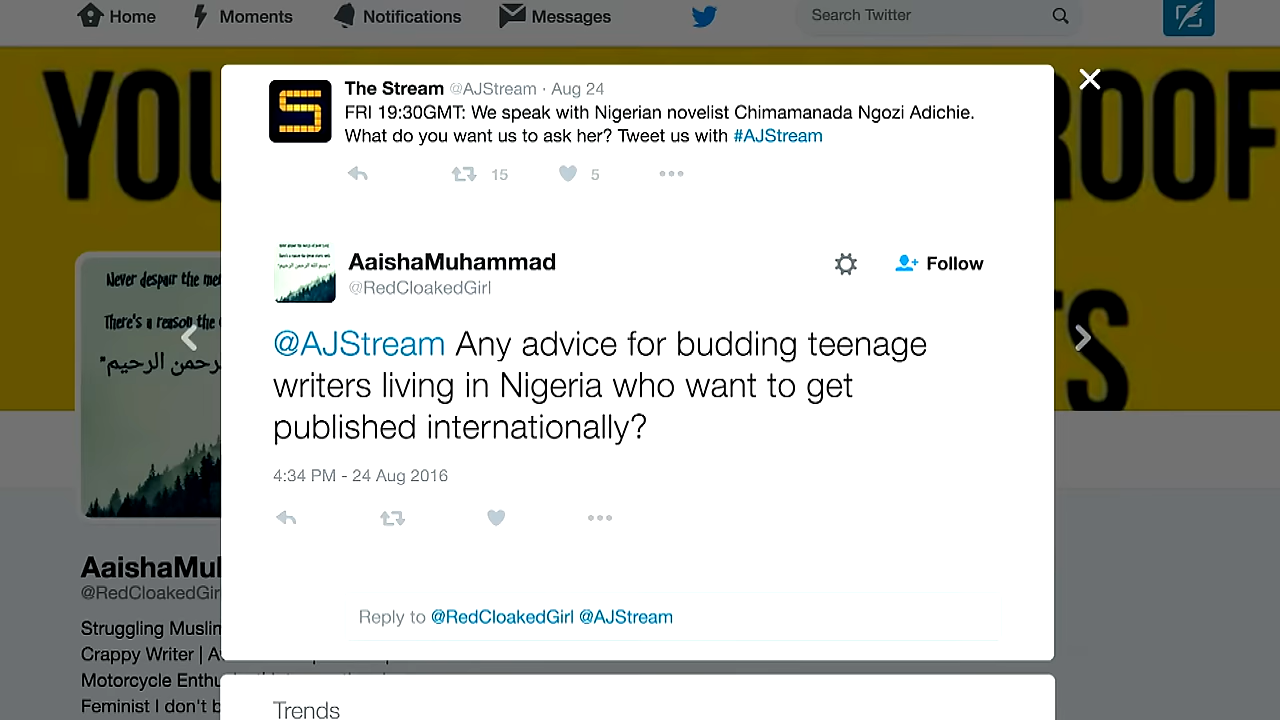 Home
Moments
Notifications
Messages
Search Twitter
YOU
ROOF
S
The Stream @AJStream · Aug 24
FRI 19:30GMT: We speak with Nigerian novelist Chimamanada Ngozi Adichie.
What do you want us to ask her? Tweet us with #AJStream
15
5
AaishaMuhammad
@RedCloakedGirl
Follow
@AJStream Any advice for budding teenage
writers living in Nigeria who want to get
published internationally?
4:34 PM - 24 Aug 2016
Reply to @RedCloakedGirl @AJStream
Never despair the me
There's a reason the
رحمن الرحيم"
AaishaMu
@RedCloakedGir
Struggling Muslin
Crappy Writer | A
Motorcycle Enthu
Feminist I don't b
Trends